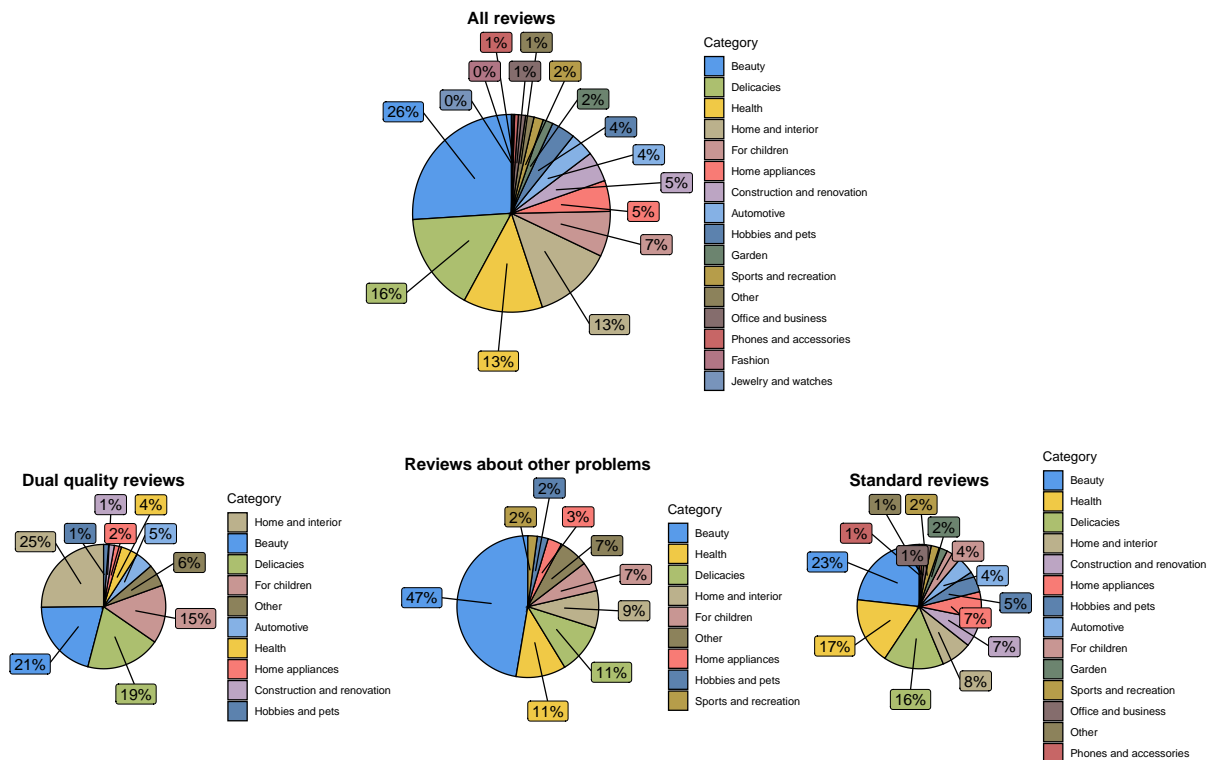 All reviews
1%
1%
0%
1%
2%
26%
0%
2%
4%
4%
5%
5%
7%
16%
13%
13%
Category
Beauty
Delicacies
Health
Home and interior
For children
Home appliances
Construction and renovation
Automotive
Hobbies and pets
Garden
Sports and recreation
Other
Office and business
Phones and accessories
Fashion
Jewelry and watches
Dual quality reviews
1%
4%
25%
1%
2%
5%
6%
15%
21%
19%
Category
Home and interior
Beauty
Delicacies
For children
Other
Automotive
Health
Home appliances
Construction and renovation
Hobbies and pets
Reviews about other problems
2%
2%
3%
7%
7%
47%
9%
11%
11%
Category
Beauty
Health
Delicacies
Home and interior
For children
Other
Home appliances
Hobbies and pets
Sports and recreation
Standard reviews
1%
2%
1%
2%
23%
1%
4%
4%
5%
7%
17%
7%
8%
16%
Category
Beauty
Health
Delicacies
Home and interior
Construction and renovation
Home appliances
Hobbies and pets
Automotive
For children
Garden
Sports and recreation
Office and business
Other
Phones and accessories